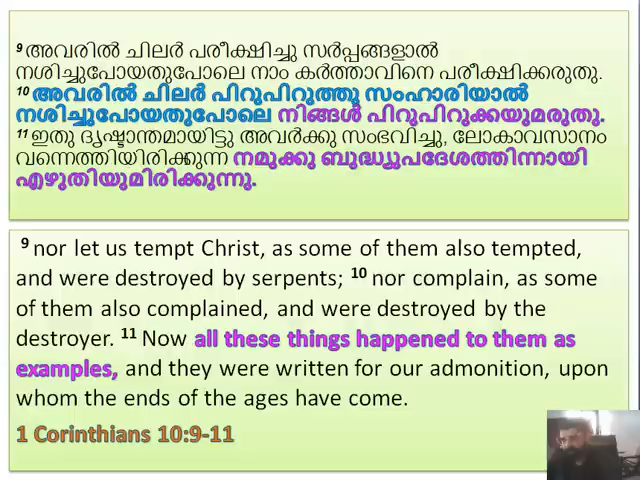 ⁹ അവരിൽ ചിലർ പരീക്ഷിച്ചു സർപ്പങ്ങളാൽ
നശിച്ചുപോയതുപോലെ നാം കർത്താവിനെ പരീക്ഷിക്കരുതു.
¹⁰ അവരിൽ ചിലർ പിറുപിറുത്തു സംഹാരിയാൽ
നശിച്ചുപോയതുപോലെ നിങ്ങൾ പിറുപിറുക്കയുമരുതു.
¹¹ ഇതു ദൃഷ്ടാന്തമായിട്ടു അവർക്കു സംഭവിച്ചു, ലോകാവസാനം
വന്നെത്തിയിരിക്കുന്ന നമുക്കു ബുദ്ധ്യുപദേശത്തിന്നായി
എഴുതിയുമിരിക്കുന്നു.
⁹ nor let us tempt Christ, as some of them also tempted,
and were destroyed by serpents; ¹⁰ nor complain, as some
of them also complained, and were destroyed by the
destroyer. ¹¹ Now all these things happened to them as
examples, and they were written for our admonition, upon
whom the ends of the ages have come.
1 Corinthians 10:9-11